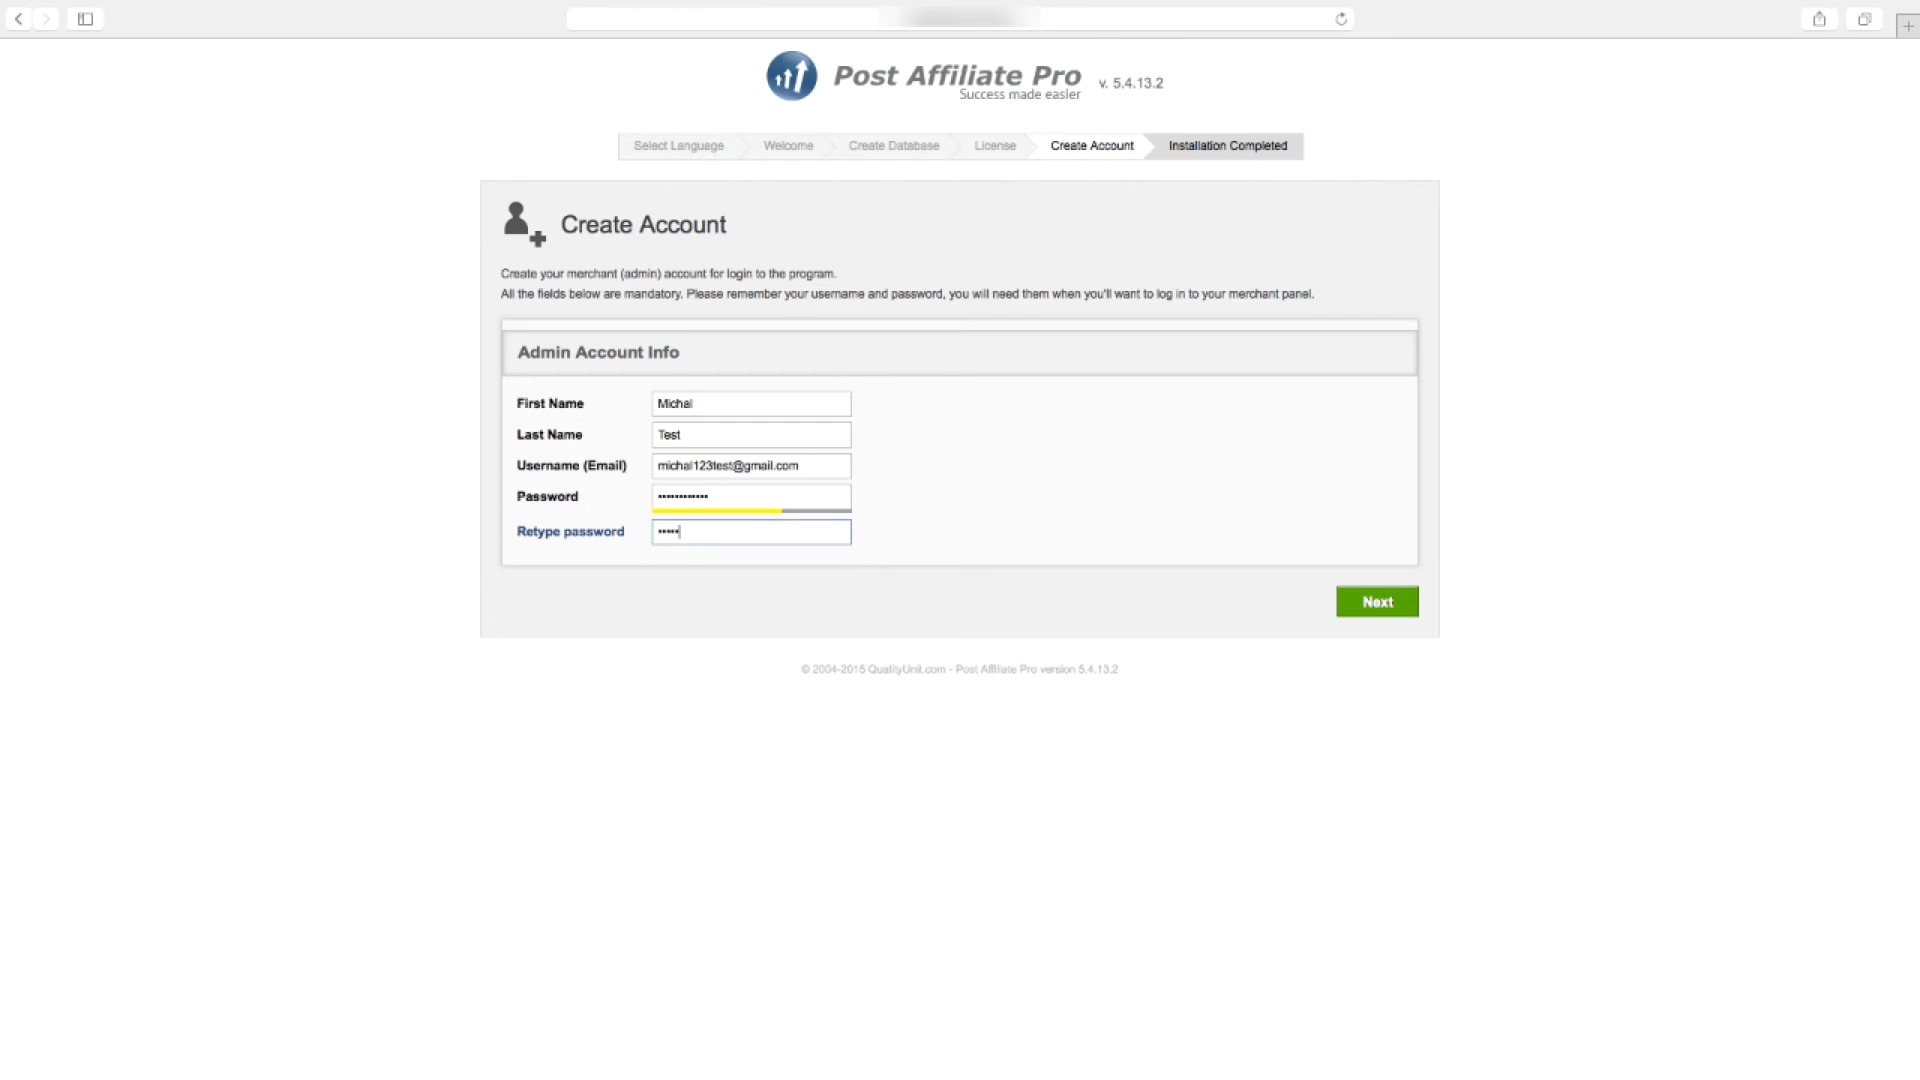 Post Affiliate Pro v. 5.4.13.2
Success made easier
Select Language Welcome Create Database License Create Account Installation Completed
Create Account
Create your merchant (admin) account for login to the program.
All the fields below are mandatory. Please remember your username and password, you will need them when you'll want to log in to your merchant panel.
Admin Account Info
First Name Michal
Last Name Test
Username (Email) michal123test@gmail.com
Password ••••••••••••
Retype password •••••
Next
© 2004-2015 QualityUnit.com - Post Affiliate Pro version 5.4.13.2